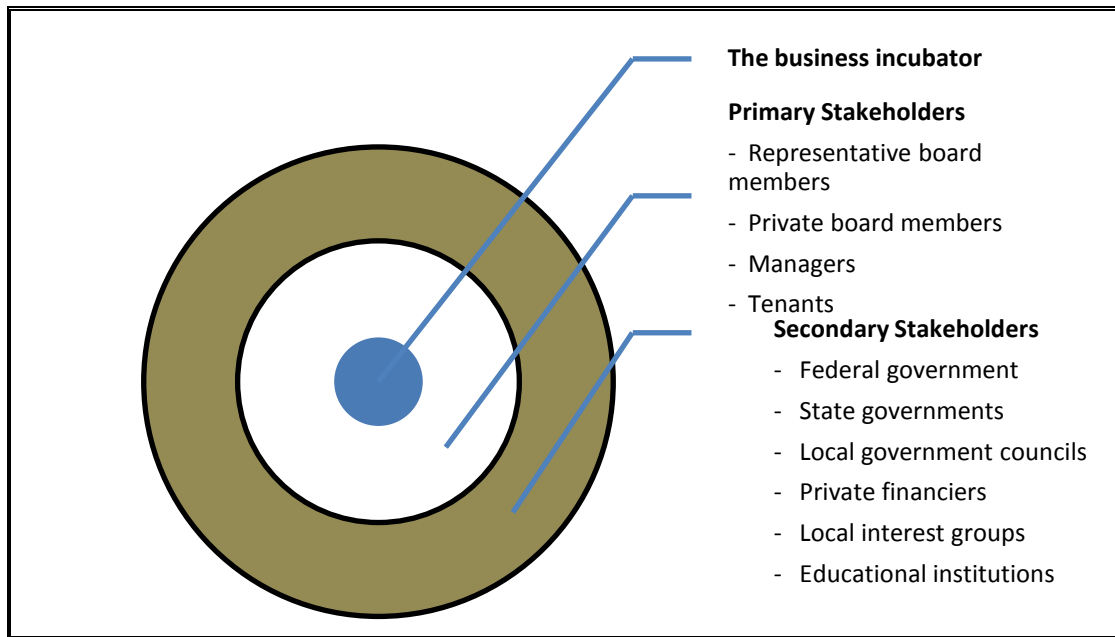 The business incubator
Primary Stakeholders
- Representative board
members
- Private board members
- Managers
- Tenants
Secondary Stakeholders
- Federal government
- State governments
- Local government councils
- Private financiers
- Local interest groups
- Educational institutions